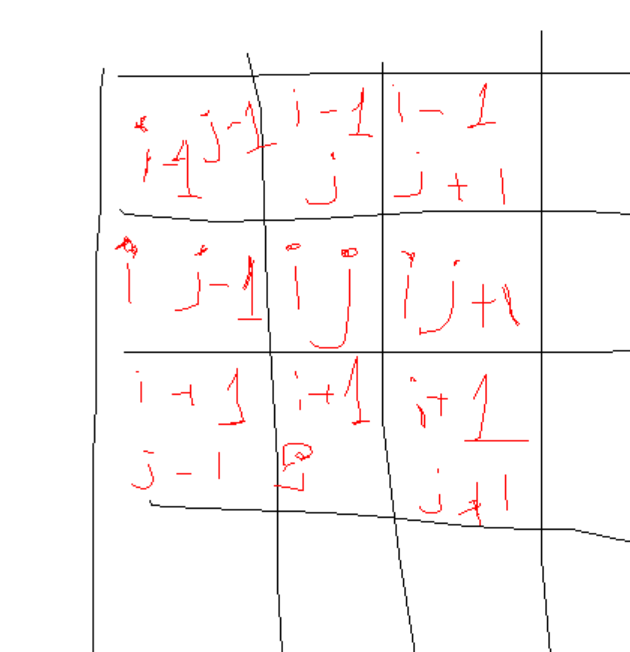 i-1 j-1 i-1 i-1
j j+1
i j-1 i j i j+1
i+1 i+1 i+1
j-1 j+1